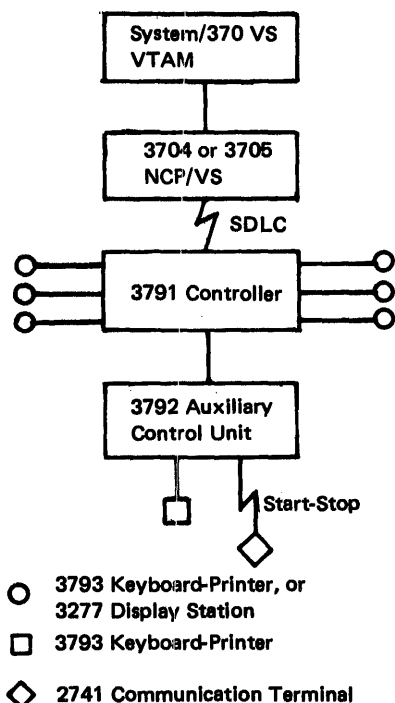 System/370 VS
VTAM
3704 or 3705
NCP/VS
SDLC
3791 Controller
3792 Auxiliary
Control Unit
Start-Stop
3793 Keyboard-Printer, or
3277 Display Station
3793 Keyboard-Printer
2741 Communication Terminal